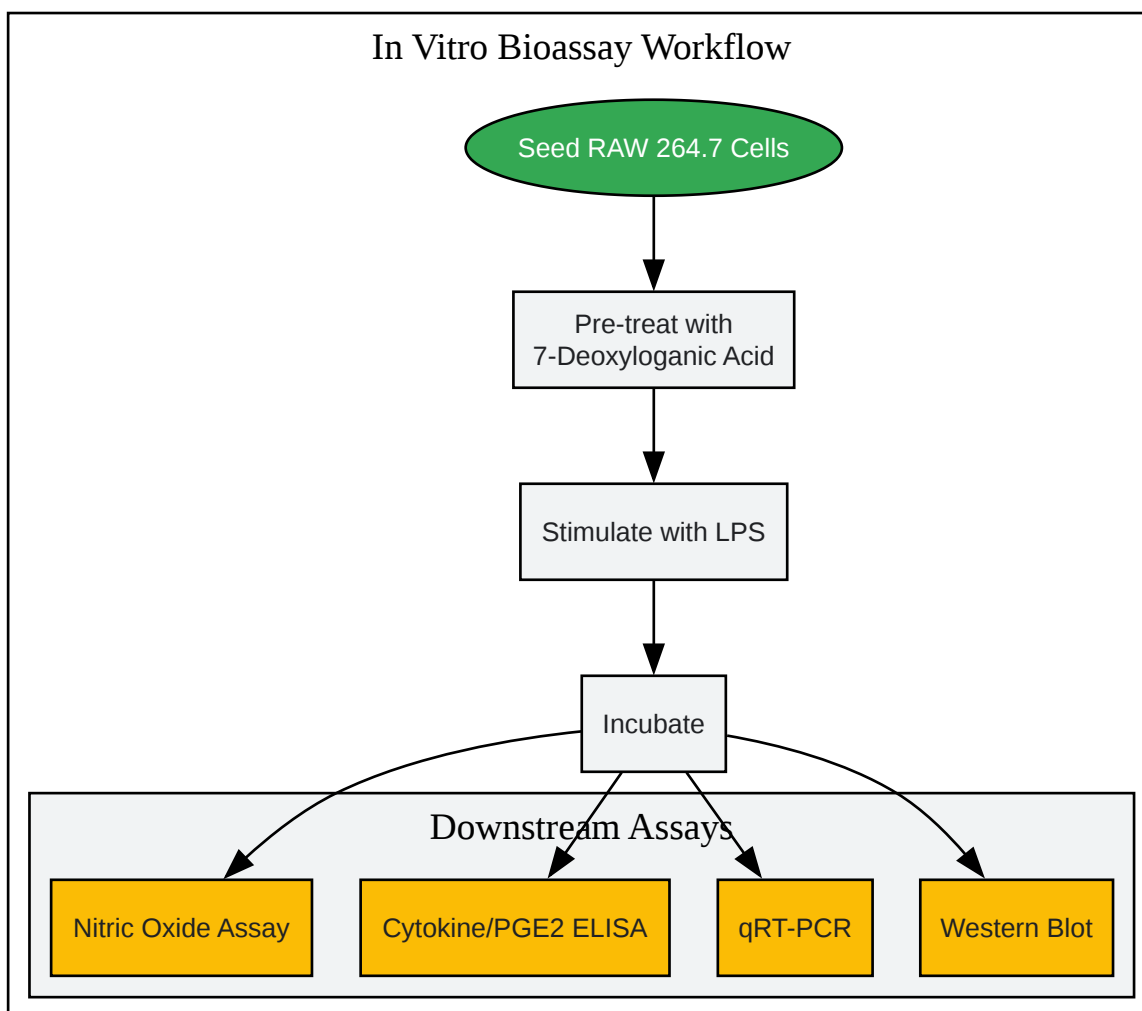 In Vitro Bioassay Workflow
Seed RAW 264.7 Cells
Pre-treat with
7-Deoxyloganic Acid
Stimulate with LPS
Incubate
Downstream Assays
Nitric Oxide Assay
Cytokine/PGE2 ELISA
qRT-PCR
Western Blot